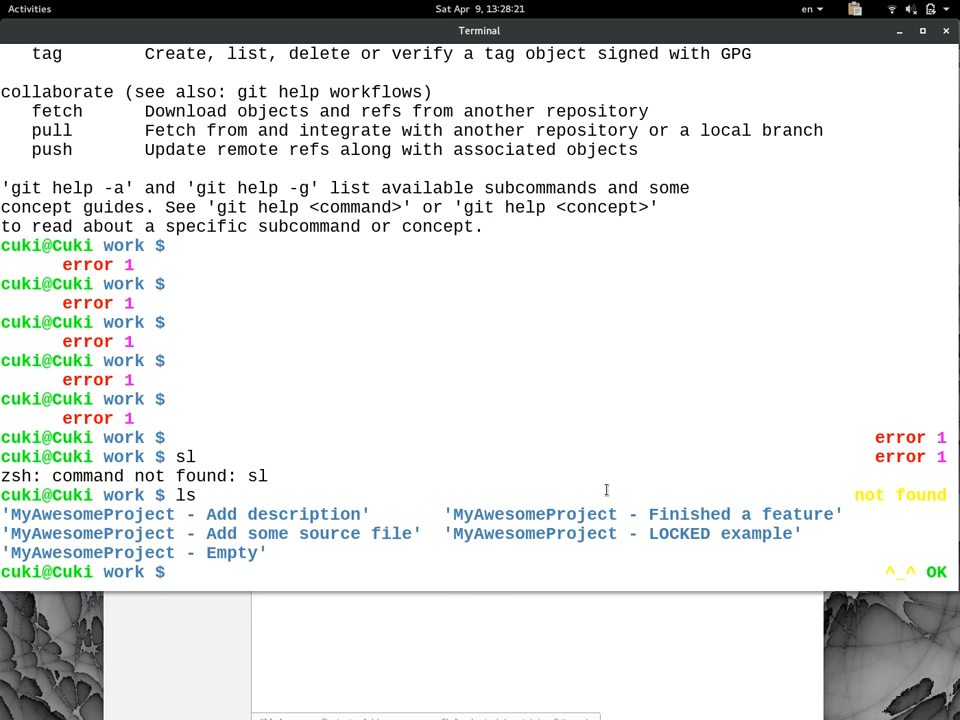 Activities Sat Apr 9, 13:28:21 en
Terminal
tag Create, list, delete or verify a tag object signed with GPG
collaborate (see also: git help workflows)
fetch Download objects and refs from another repository
pull Fetch from and integrate with another repository or a local branch
push Update remote refs along with associated objects
'git help -a' and 'git help -g' list available subcommands and some
concept guides. See 'git help <command>' or 'git help <concept>'
to read about a specific subcommand or concept.
cuki@Cuki work $
error 1
cuki@Cuki work $
error 1
cuki@Cuki work $
error 1
cuki@Cuki work $
error 1
cuki@Cuki work $
error 1
cuki@Cuki work $ error 1
cuki@Cuki work $ sl error 1
zsh: command not found: sl
cuki@Cuki work $ ls not found
'MyAwesomeProject - Add description' 'MyAwesomeProject - Finished a feature'
'MyAwesomeProject - Add some source file' 'MyAwesomeProject - LOCKED example'
'MyAwesomeProject - Empty'
cuki@Cuki work $ ^_^ OK